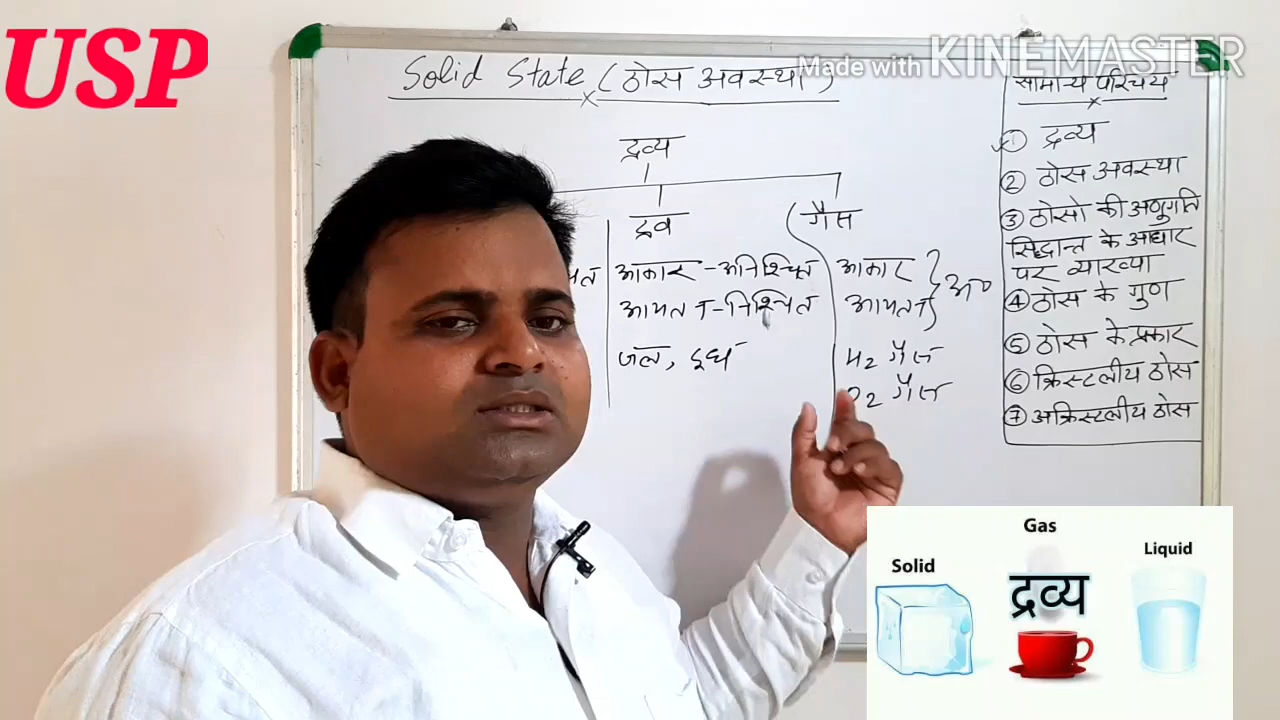 USP
Made with KINEMASTER
Solid State (ठोस अवस्था)
द्रव्य
द्रव
गैस
आकार - अनिश्चित
आयतन - निश्चित
जल, दूध
आकार
आयतन
अ०
H2 गैस
O2 गैस
सामान्य परिचय
① द्रव्य
② ठोस अवस्था
③ ठोसो की अणुगति
सिद्धान्त के आधार
पर व्याख्या
④ ठोस के गुण
⑤ ठोस के प्रकार
⑥ क्रिस्टलीय ठोस
⑦ अक्रिस्टलीय ठोस
Gas
Solid
Liquid
द्रव्य